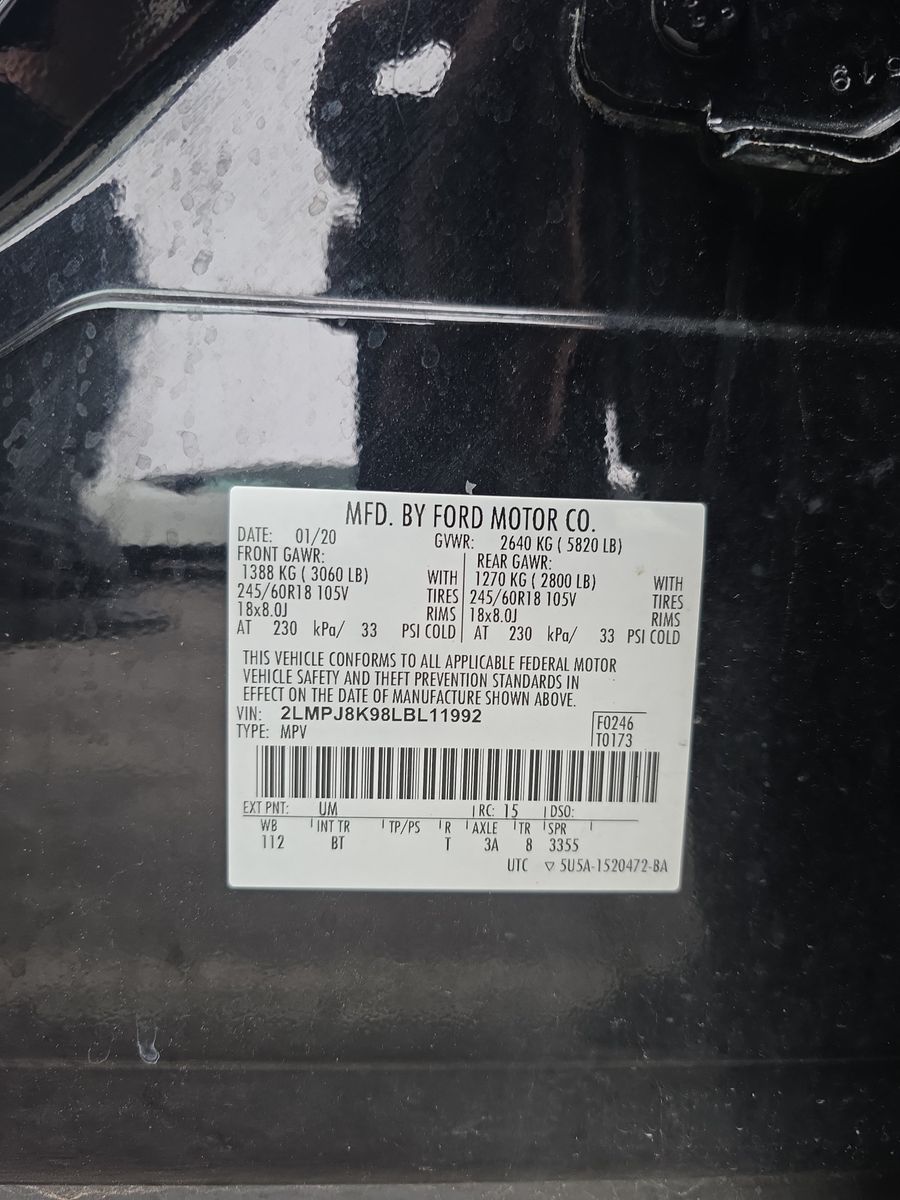 519
MFD. BY FORD MOTOR CO.
DATE: 01/20 GVWR: 2640 KG ( 5820 LB)
FRONT GAWR: REAR GAWR:
1388 KG ( 3060 LB) WITH 1270 KG ( 2800 LB) WITH
245/60R18 105V TIRES 245/60R18 105V TIRES
18x8.0J RIMS 18x8.0J RIMS
AT 230 kPa/ 33 PSI COLD AT 230 kPa/ 33 PSI COLD
THIS VEHICLE CONFORMS TO ALL APPLICABLE FEDERAL MOTOR
VEHICLE SAFETY AND THEFT PREVENTION STANDARDS IN
EFFECT ON THE DATE OF MANUFACTURE SHOWN ABOVE.
VIN: 2LMPJ8K98LBL11992
TYPE: MPV
F0246
T0173
EXT PNT: UM RC: 15 DSO:
WB INT TR TP/PS R AXLE TR SPR
112 BT T 3A 8 3355
UTC ▽ 5U5A-1520472-BA